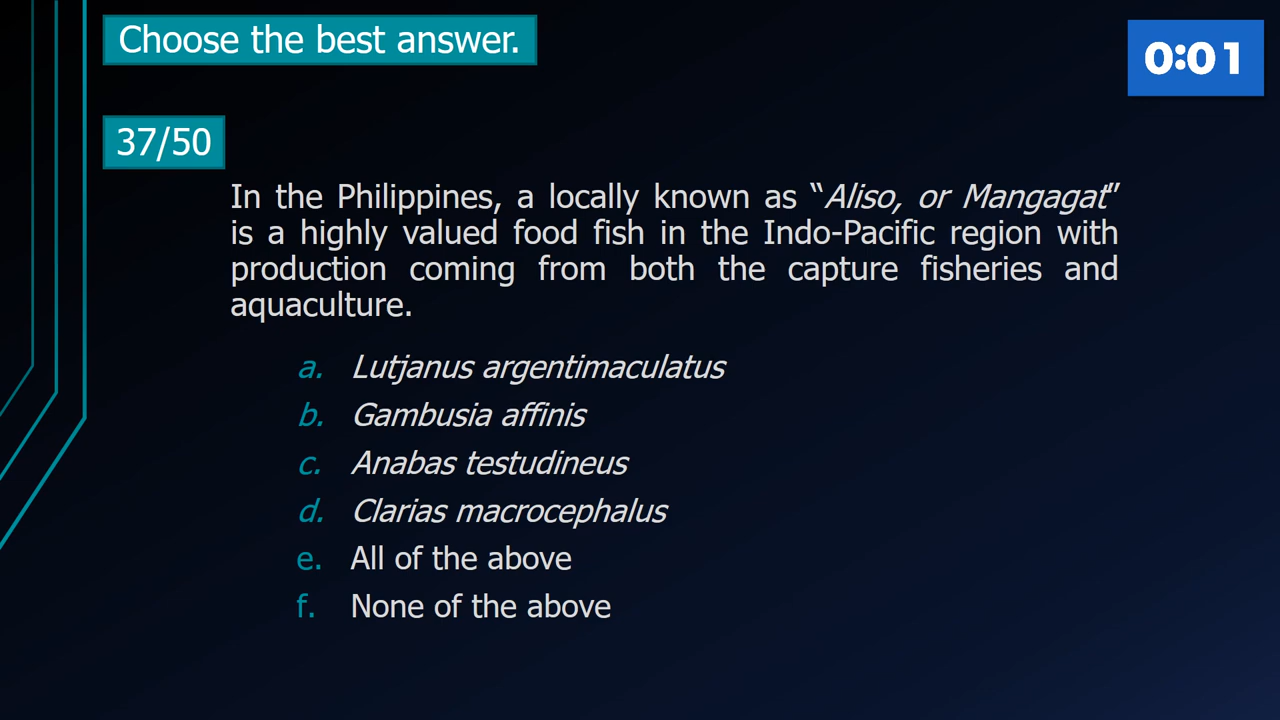 Choose the best answer.
0:01
37/50
In the Philippines, a locally known as “Aliso, or Mangagat”
is a highly valued food fish in the Indo-Pacific region with
production coming from both the capture fisheries and
aquaculture.
a. Lutjanus argentimaculatus
b. Gambusia affinis
c. Anabas testudineus
d. Clarias macrocephalus
e. All of the above
f. None of the above